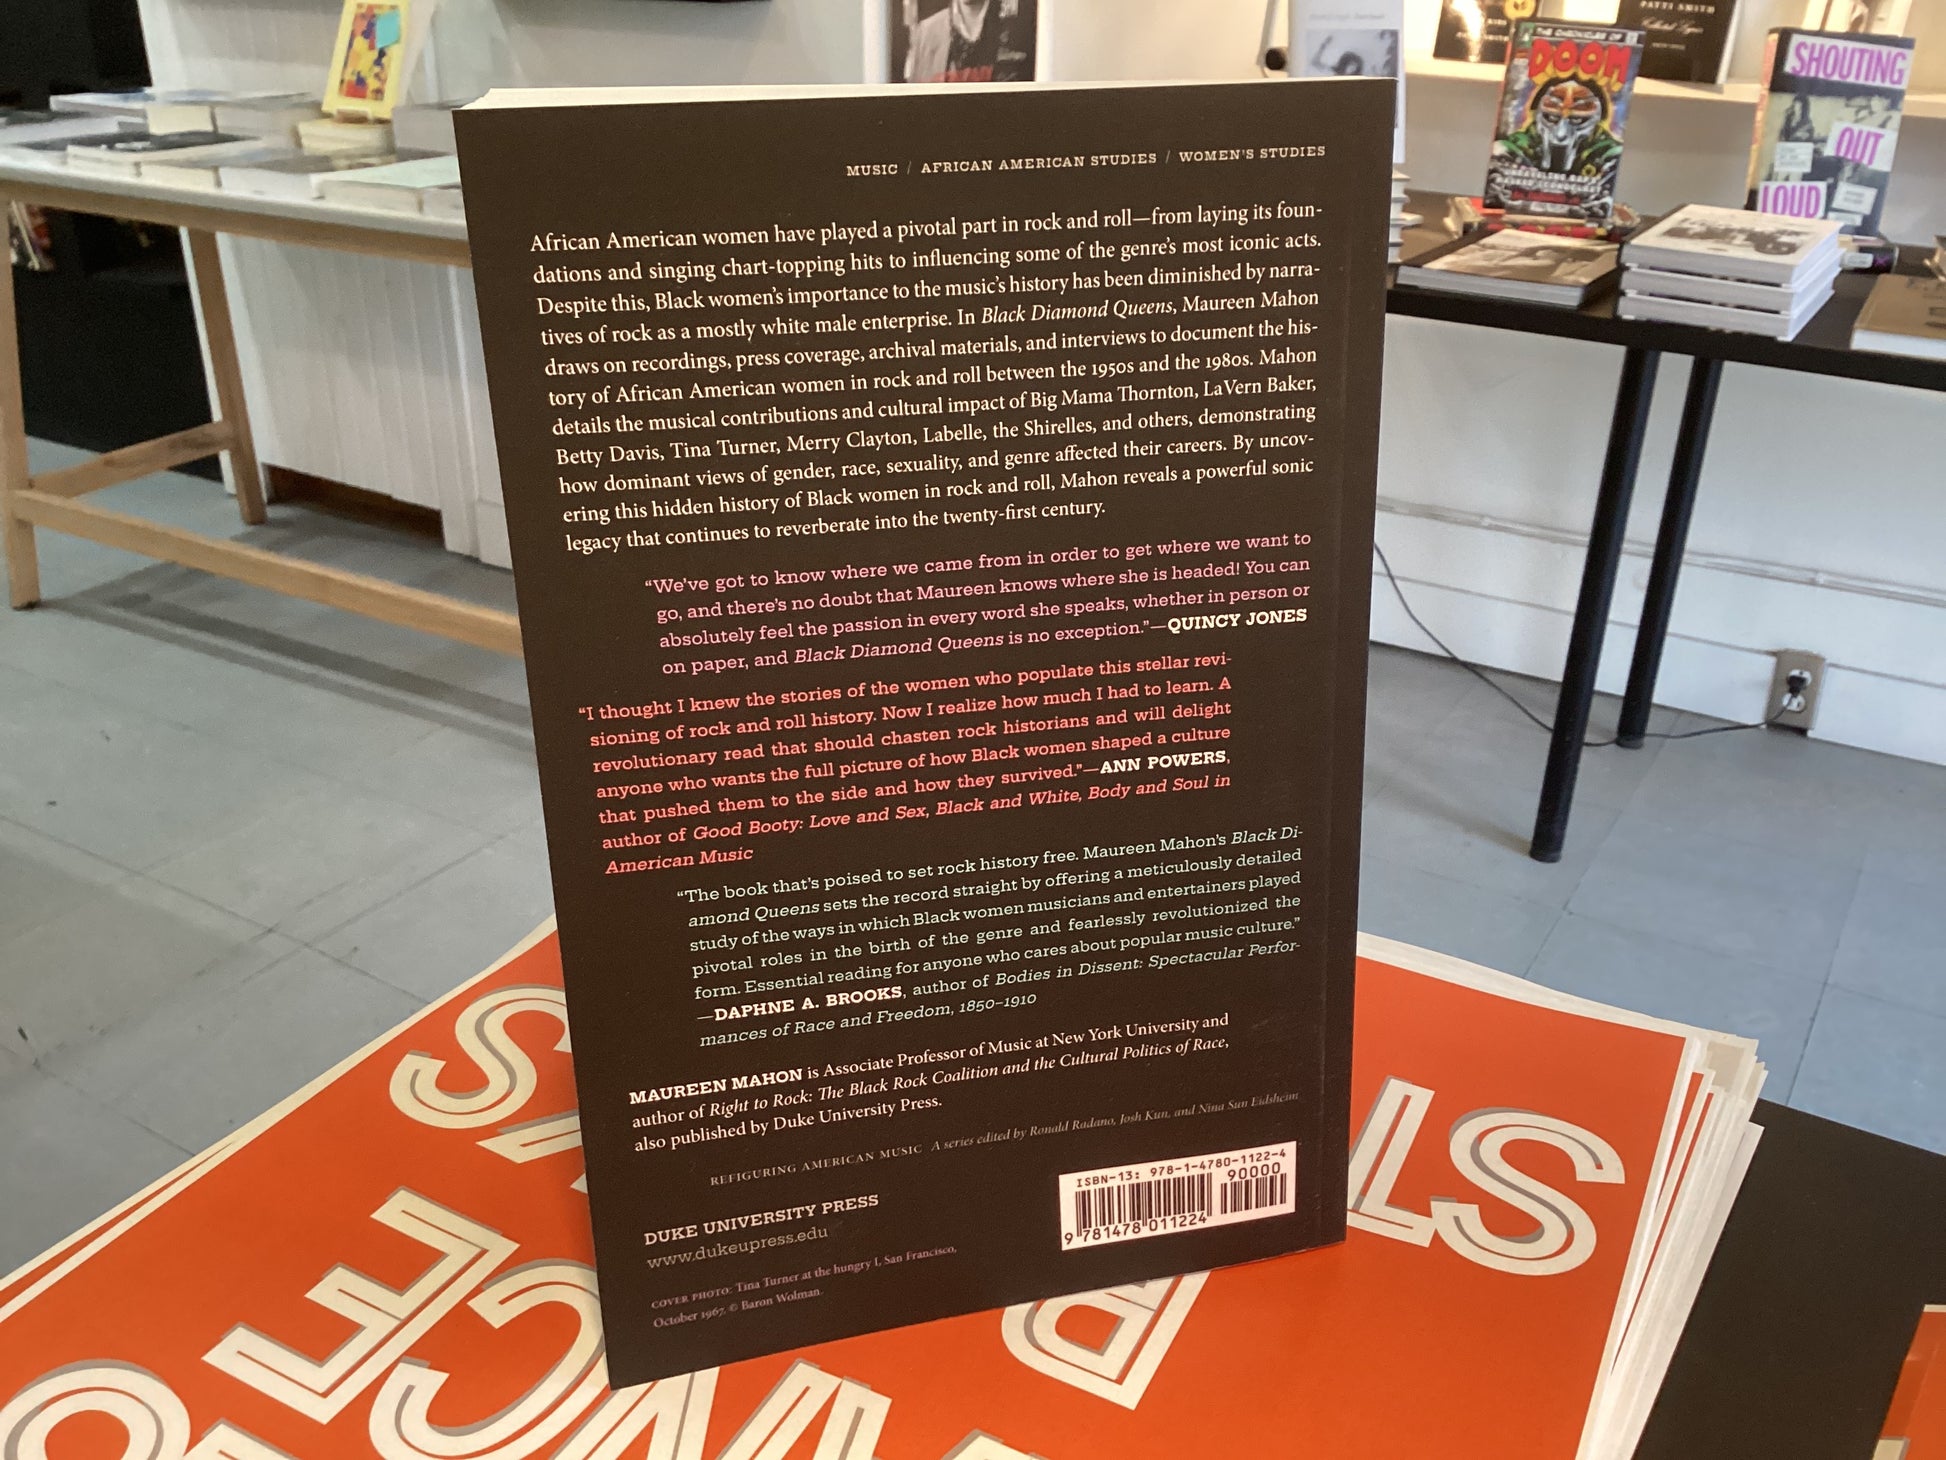 MUSIC / AFRICAN AMERICAN STUDIES / WOMEN'S STUDIES
African American women have played a pivotal part in rock and roll—from laying its foun-
dations and singing chart-topping hits to influencing some of the genre's most iconic acts.
Despite this, Black women's importance to the music's history has been diminished by narra-
tives of rock as a mostly white male enterprise. In Black Diamond Queens, Maureen Mahon
draws on recordings, press coverage, archival materials, and interviews to document the his-
tory of African American women in rock and roll between the 1950s and the 1980s. Mahon
details the musical contributions and cultural impact of Big Mama Thornton, LaVern Baker,
Betty Davis, Tina Turner, Merry Clayton, Labelle, the Shirelles, and others, demonstrating
how dominant views of gender, race, sexuality, and genre affected their careers. By uncov-
ering this hidden history of Black women in rock and roll, Mahon reveals a powerful sonic
legacy that continues to reverberate into the twenty-first century.
“We've got to know where we came from in order to get where we want to
go, and there's no doubt that Maureen knows where she is headed! You can
absolutely feel the passion in every word she speaks, whether in person or
on paper, and Black Diamond Queens is no exception.”—QUINCY JONES
“I thought I knew the stories of the women who populate this stellar revi-
sioning of rock and roll history. Now I realize how much I had to learn. A
revolutionary read that should chasten rock historians and will delight
anyone who wants the full picture of how Black women shaped a culture
that pushed them to the side and how they survived.”—ANN POWERS,
author of Good Booty: Love and Sex, Black and White, Body and Soul in
American Music
“The book that's poised to set rock history free. Maureen Mahon's Black Di-
amond Queens sets the record straight by offering a meticulously detailed
study of the ways in which Black women musicians and entertainers played
pivotal roles in the birth of the genre and fearlessly revolutionized the
form. Essential reading for anyone who cares about popular music culture.”
—DAPHNE A. BROOKS, author of Bodies in Dissent: Spectacular Perfor-
mances of Race and Freedom, 1850–1910
MAUREEN MAHON is Associate Professor of Music at New York University and
author of Right to Rock: The Black Rock Coalition and the Cultural Politics of Race,
also published by Duke University Press.
REFIGURING AMERICAN MUSIC A series edited by Ronald Radano, Josh Kun, and Nina Sun Eidsheim
DUKE UNIVERSITY PRESS
www.dukeupress.edu
COVER PHOTO: Tina Turner at the hungry I, San Francisco,
October 1967. © Baron Wolman.
ISBN-13: 978-1-4780-1122-4
90000
9 781478 011224
THE CHRONICLES OF
DOOM
SHOUTING
OUT
LOUD
PATTI SMITH